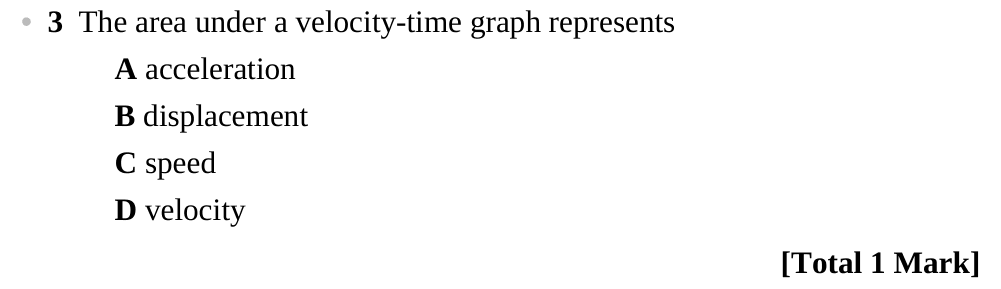 • 3 The area under a velocity-time graph represents
A acceleration
B displacement
C speed
D velocity
[Total 1 Mark]